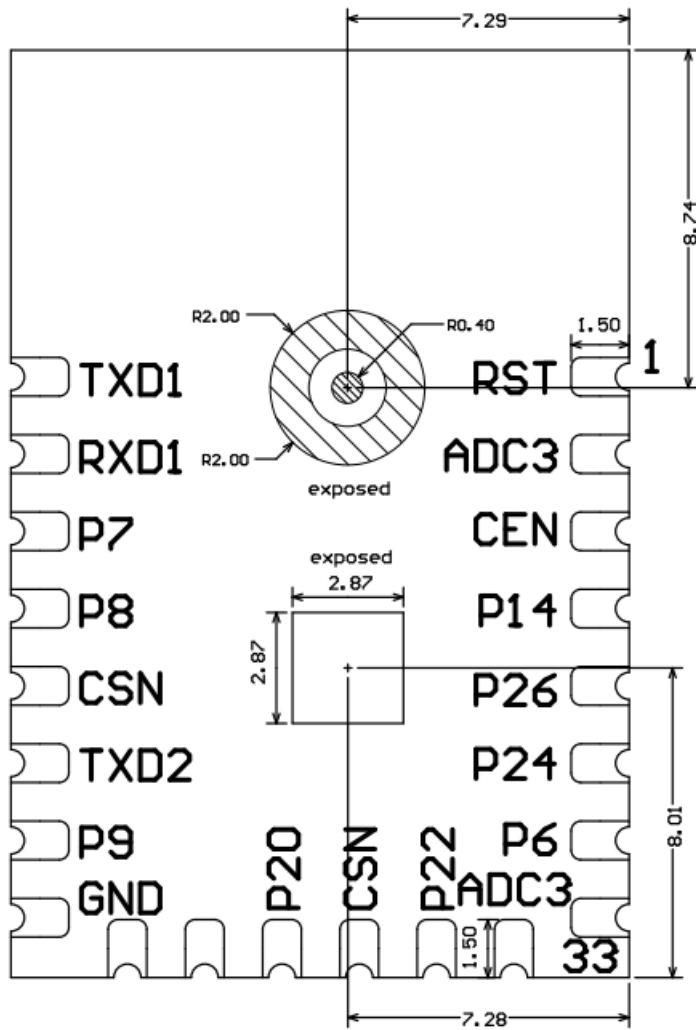 7.29
8.74
R2.00
R0.40
1.50
1
TXD1
RST
RXD1
R2.00
ADC3
exposed
P7
CEN
exposed
2.87
P8
P14
2.87
CSN
P26
TXD2
P24
8.01
P9
P20
CSN
P22
P6
GND
ADC3
1.50
33
7.28